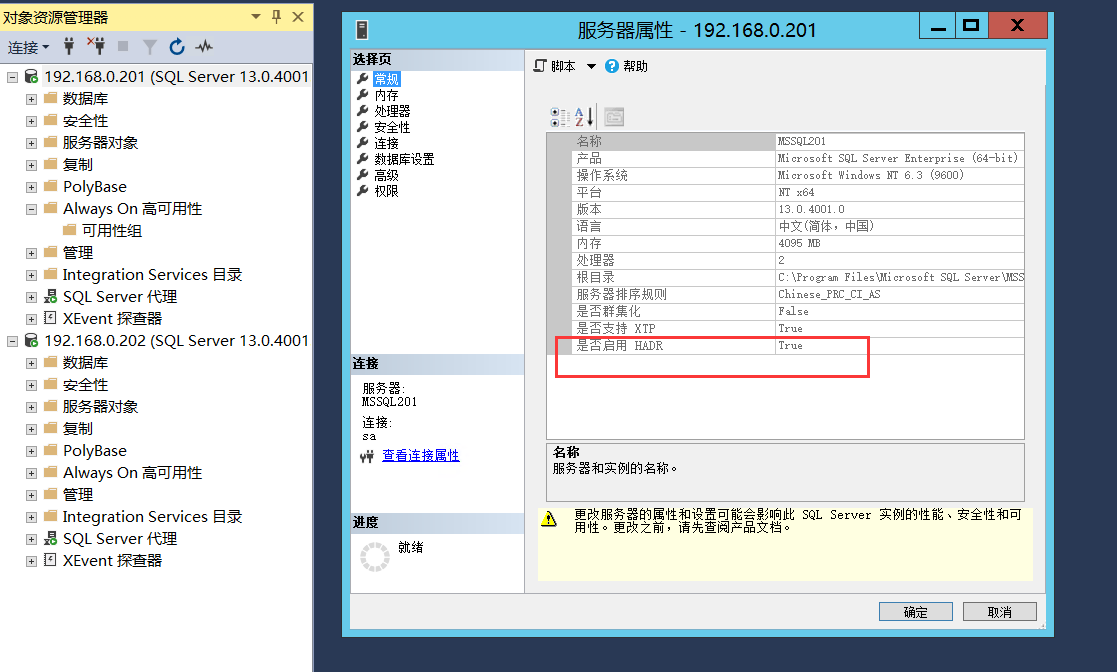 对象资源管理器
连接
192.168.0.201 (SQL Server 13.0.4001
数据库
安全性
服务器对象
复制
PolyBase
Always On 高可用性
可用性组
管理
Integration Services 目录
SQL Server 代理
XEvent 探查器
192.168.0.202 (SQL Server 13.0.4001
数据库
安全性
服务器对象
复制
PolyBase
Always On 高可用性
管理
Integration Services 目录
SQL Server 代理
XEvent 探查器
服务器属性 - 192.168.0.201
选择页
常规
内存
处理器
安全性
连接
数据库设置
高级
权限
连接
服务器:
MSSQL201
连接:
sa
查看连接属性
进度
就绪
脚本 帮助
名称 MSSQL201
产品 Microsoft SQL Server Enterprise (64-bit)
操作系统 Microsoft Windows NT 6.3 (9600)
平台 NT x64
版本 13.0.4001.0
语言 中文(简体，中国)
内存 4095 MB
处理器 2
根目录 C:\Program Files\Microsoft SQL Server\MSS
服务器排序规则 Chinese_PRC_CI_AS
是否群集化 False
是否支持 XTP True
是否启用 HADR True
名称
服务器和实例的名称。
更改服务器的属性和设置可能会影响此 SQL Server 实例的性能、安全性和可
用性。更改之前，请先查阅产品文档。
确定 取消